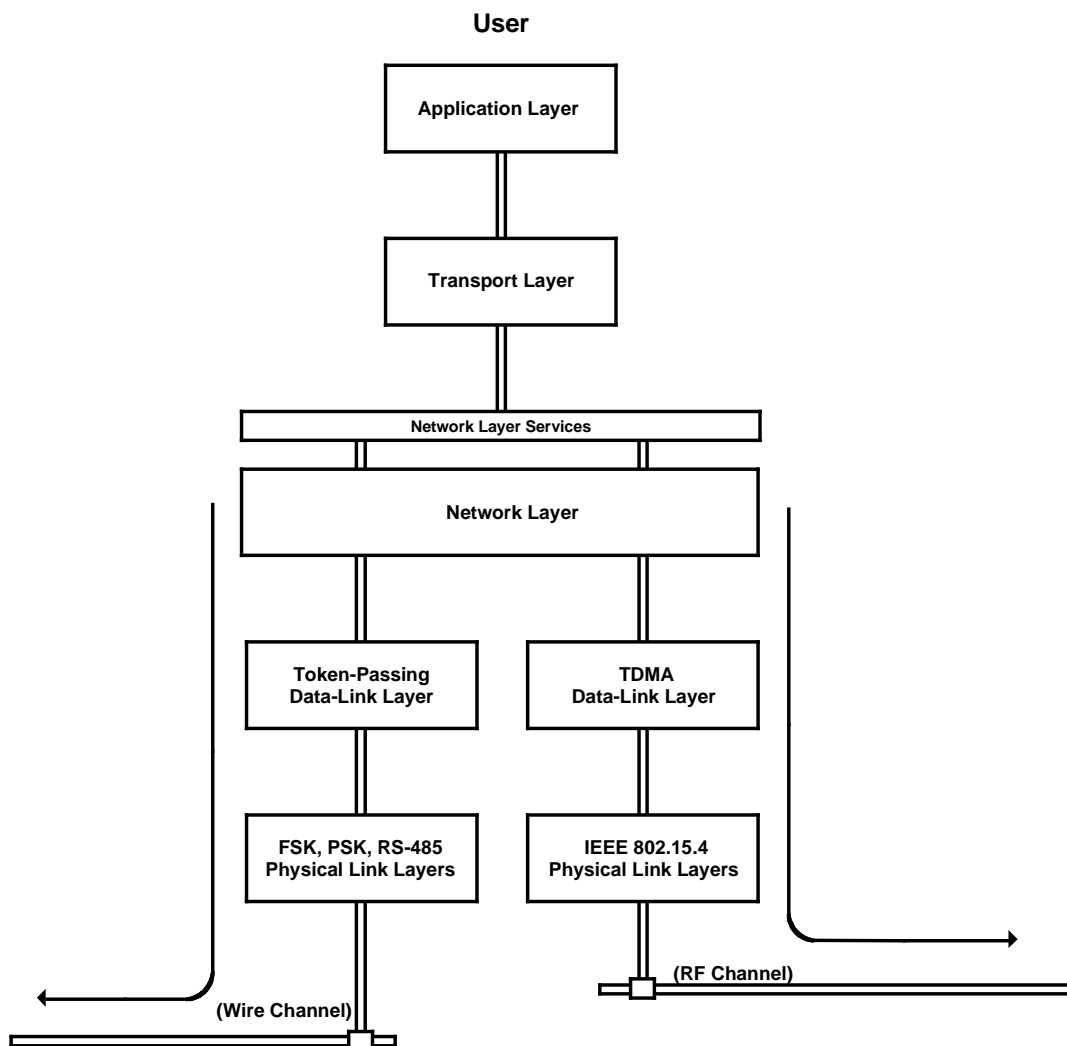 User
Application Layer
Transport Layer
Network Layer Services
Network Layer
Token-Passing
Data-Link Layer
TDMA
Data-Link Layer
FSK, PSK, RS-485
Physical Link Layers
IEEE 802.15.4
Physical Link Layers
(RF Channel)
(Wire Channel)